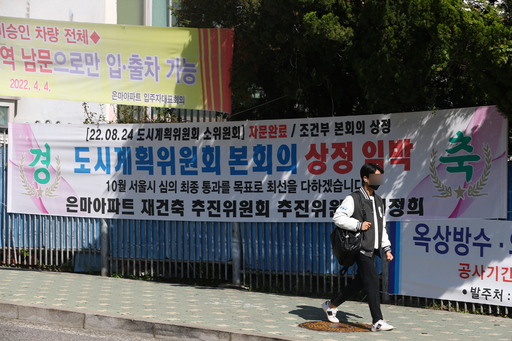 미승인 차량 전체◆
역 남문으로만 입·출차 가능
2022. 4. 4.
은마아파트 입주자대표회의
[22.08.24 도시계획위원회 소위원회] 자문완료 / 조건부 본회의 상정
경 도시계획위원회 본회의 상정 임박 축
10월 서울시 심의 최종 통과를 목표로 최선을 다하겠습니
은마아파트 재건축 추진위원회 추진위원 정희
옥상방수 ·
공사기간
• 발주처 :